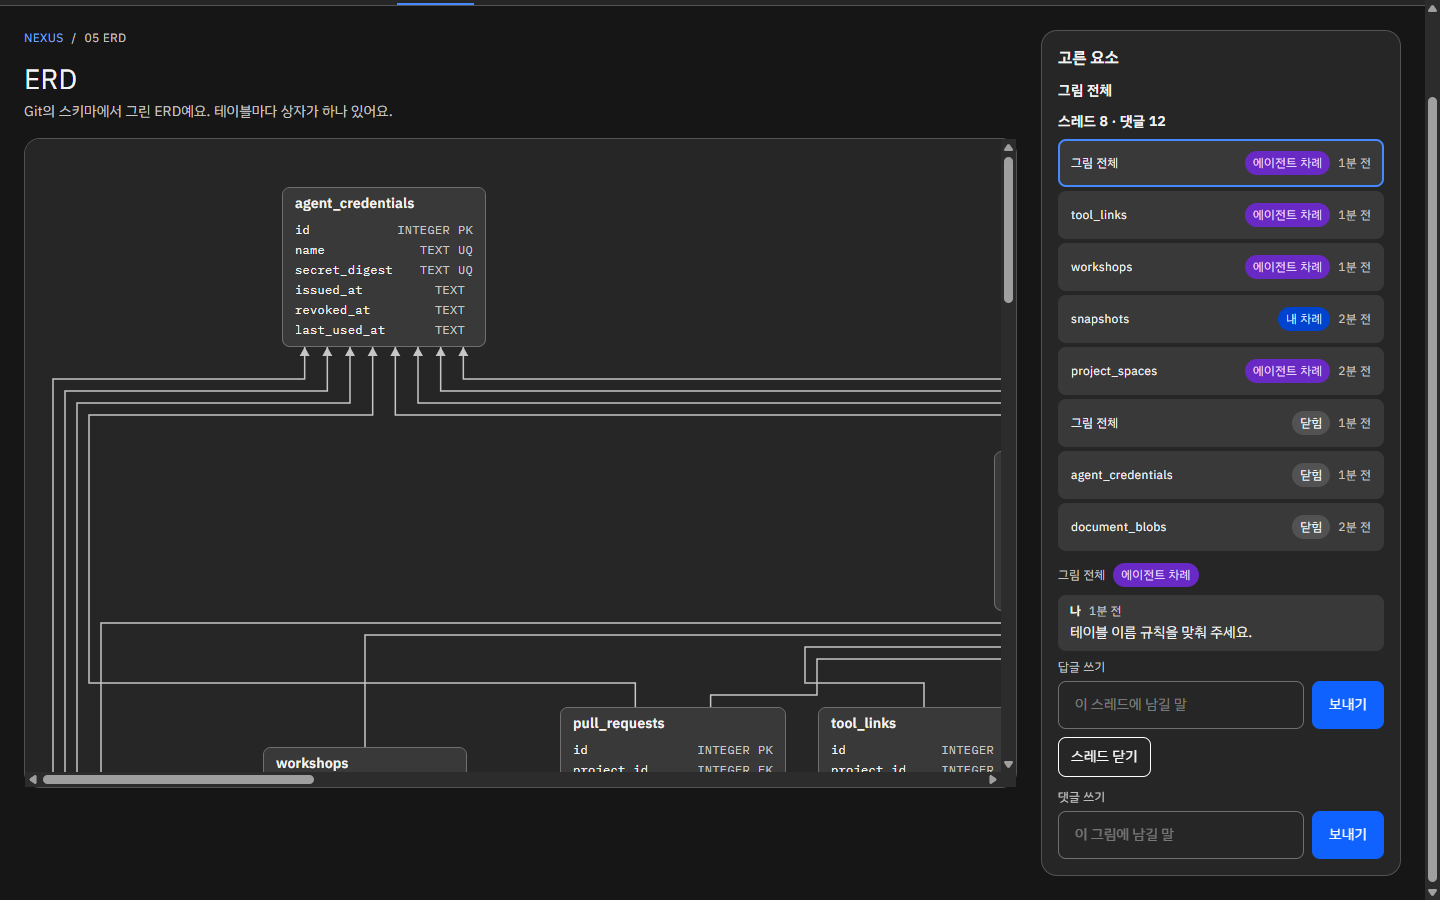 NEXUS / 05 ERD
ERD
Git의 스키마에서 그린 ERD예요. 테이블마다 상자가 하나 있어요.
agent_credentials
id INTEGER PK
name TEXT UQ
secret_digest TEXT UQ
issued_at TEXT
revoked_at TEXT
last_used_at TEXT
pull_requests
id INTEGER PK
project_id INTEGER FK
tool_links
id INTEGER
project_id INTEGER
workshops
고른 요소
그림 전체
스레드 8 · 댓글 12
그림 전체 에이전트 차례 1분 전
tool_links 에이전트 차례 1분 전
workshops 에이전트 차례 1분 전
snapshots 내 차례 2분 전
project_spaces 에이전트 차례 2분 전
그림 전체 닫힘 1분 전
agent_credentials 닫힘 1분 전
document_blobs 닫힘 2분 전
그림 전체 에이전트 차례
나 1분 전
테이블 이름 규칙을 맞춰 주세요.
답글 쓰기
이 스레드에 남길 말 보내기
스레드 닫기
댓글 쓰기
이 그림에 남길 말 보내기